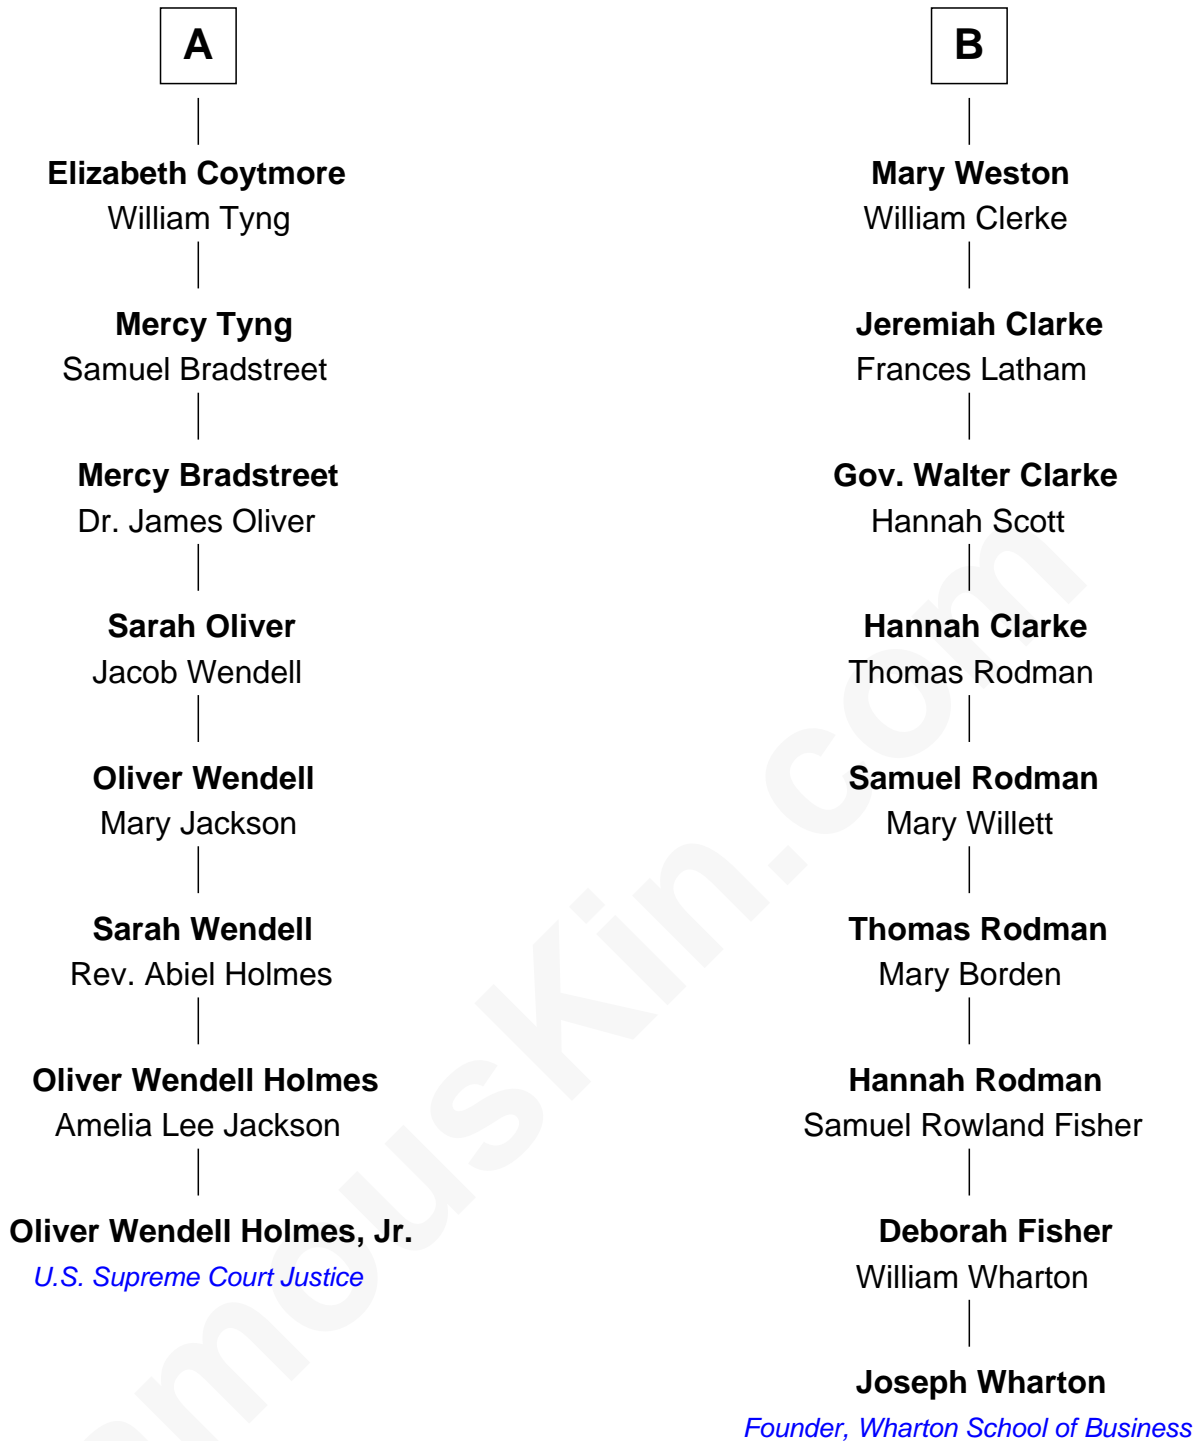 A
Elizabeth Coytmore
William Tyng
Mercy Tyng
Samuel Bradstreet
Mercy Bradstreet
Dr. James Oliver
Sarah Oliver
Jacob Wendell
Oliver Wendell
Mary Jackson
Sarah Wendell
Rev. Abiel Holmes
Oliver Wendell Holmes
Amelia Lee Jackson
Oliver Wendell Holmes, Jr.
U.S. Supreme Court Justice
B
Mary Weston
William Clerke
Jeremiah Clarke
Frances Latham
Gov. Walter Clarke
Hannah Scott
Hannah Clarke
Thomas Rodman
Samuel Rodman
Mary Willett
Thomas Rodman
Mary Borden
Hannah Rodman
Samuel Rowland Fisher
Deborah Fisher
William Wharton
Joseph Wharton
Founder, Wharton School of Business
amouskin.com